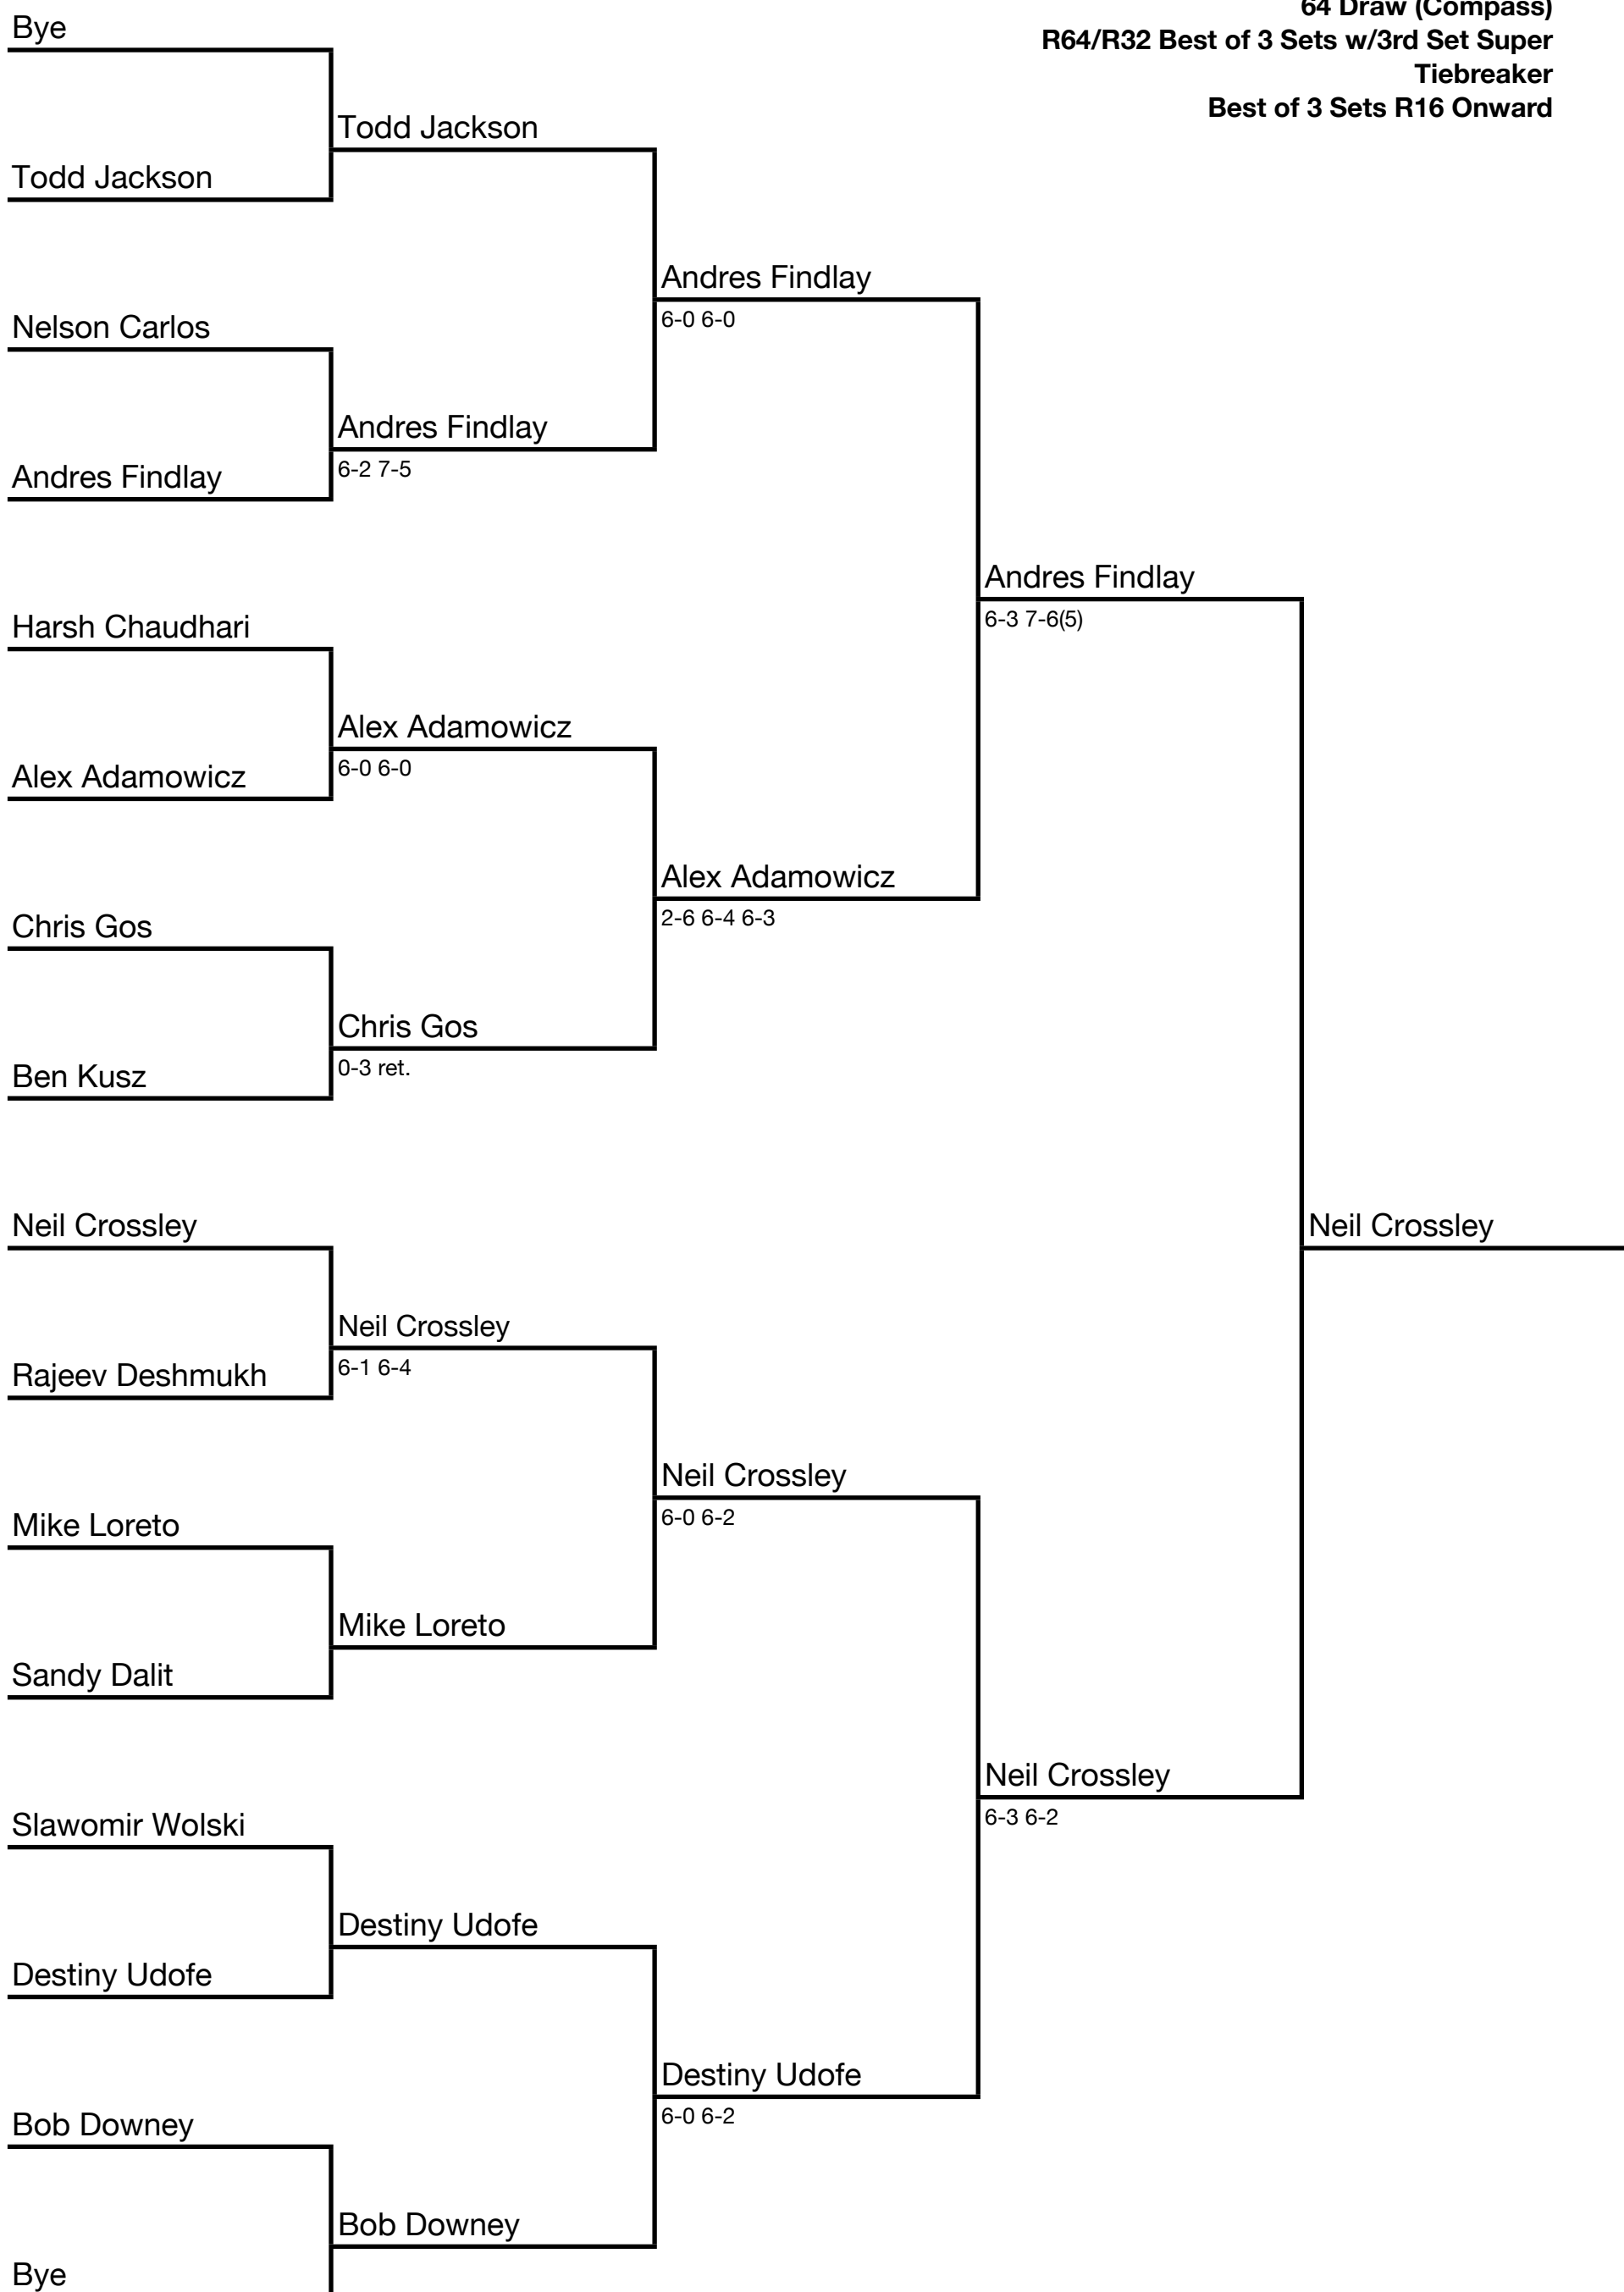 64 Draw (Compass)
R64/R32 Best of 3 Sets w/3rd Set Super
Tiebreaker
Best of 3 Sets R16 Onward
Bye
Todd Jackson
Todd Jackson
Andres Findlay
6-0 6-0
Nelson Carlos
Andres Findlay
6-2 7-5
Andres Findlay
Andres Findlay
6-3 7-6(5)
Harsh Chaudhari
Alex Adamowicz
6-0 6-0
Alex Adamowicz
Alex Adamowicz
2-6 6-4 6-3
Chris Gos
Chris Gos
0-3 ret.
Ben Kusz
Neil Crossley
Neil Crossley
Neil Crossley
6-1 6-4
Rajeev Deshmukh
Neil Crossley
6-0 6-2
Mike Loreto
Mike Loreto
Sandy Dalit
Neil Crossley
6-3 6-2
Slawomir Wolski
Destiny Udofe
Destiny Udofe
Destiny Udofe
6-0 6-2
Bob Downey
Bob Downey
Bye